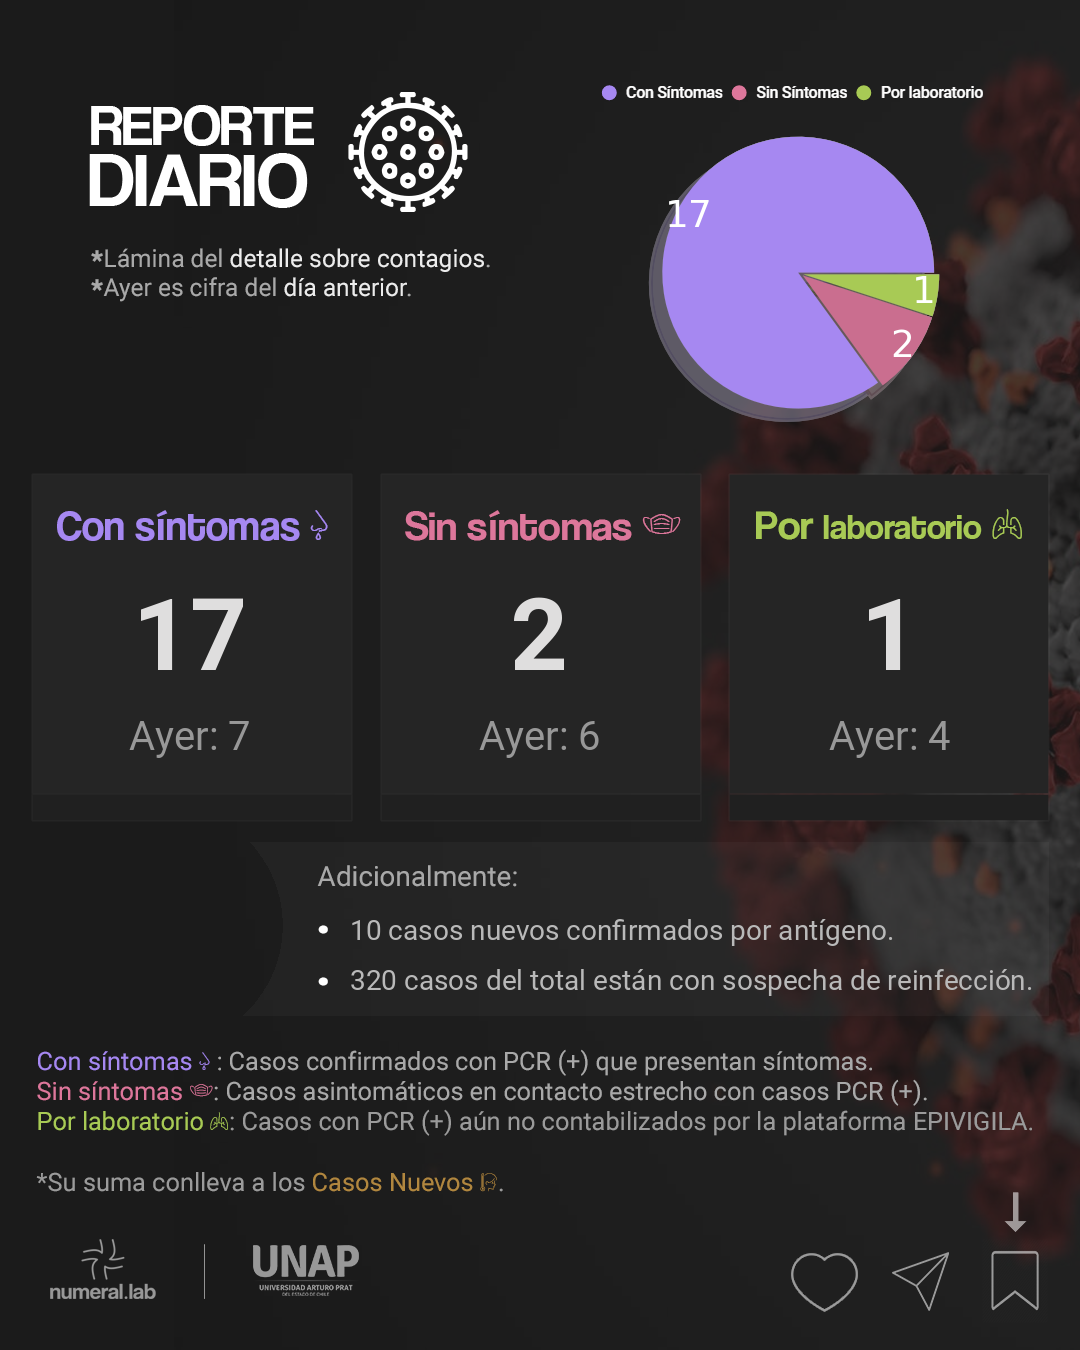 REPORTE
DIARIO
*Lámina del detalle sobre contagios.
*Ayer es cifra del día anterior.
Con Síntomas Sin Síntomas Por laboratorio
17
1
2
Con síntomas
17
Ayer: 7
Sin síntomas
2
Ayer: 6
Por laboratorio
1
Ayer: 4
Adicionalmente:
• 10 casos nuevos confirmados por antígeno.
• 320 casos del total están con sospecha de reinfección.
Con síntomas : Casos confirmados con PCR (+) que presentan síntomas.
Sin síntomas : Casos asintomáticos en contacto estrecho con casos PCR (+).
Por laboratorio : Casos con PCR (+) aún no contabilizados por la plataforma EPIVIGILA.
*Su suma conlleva a los Casos Nuevos .
numeral.lab
UNAP
UNIVERSIDAD ARTURO PRAT
DEL ESTADO DE CHILE